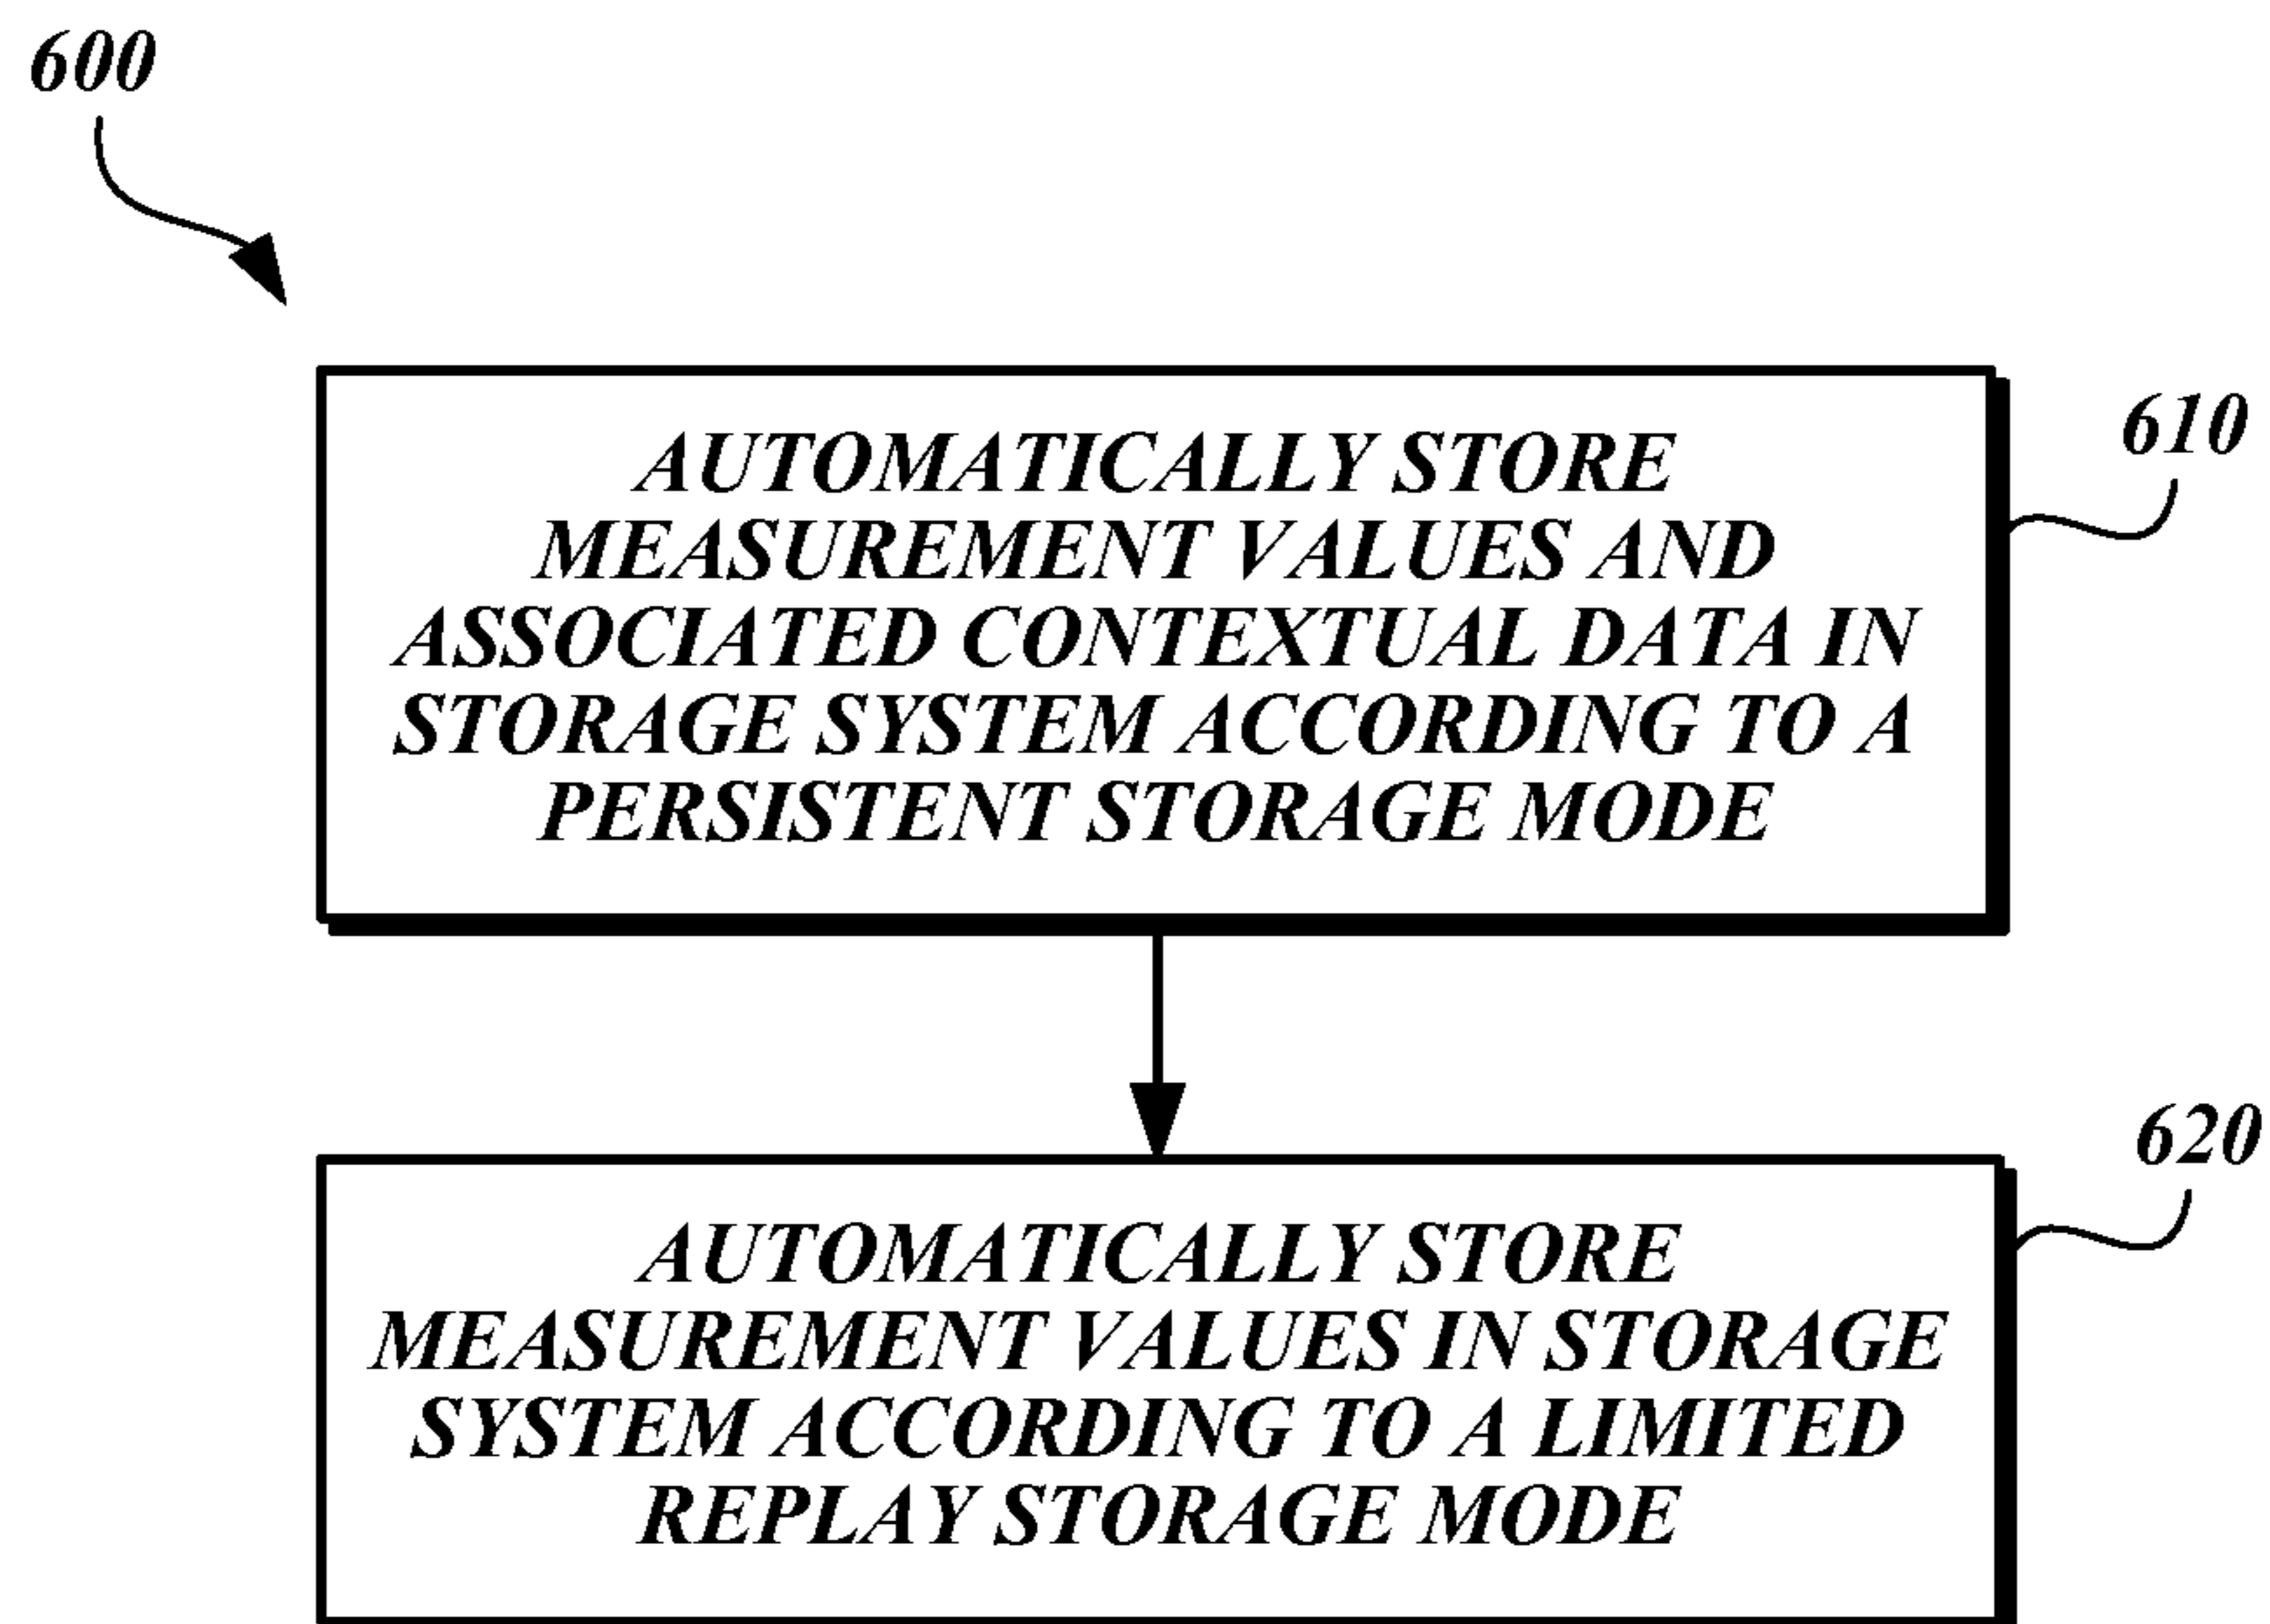 600
610
AUTOMATICALLY STORE
MEASUREMENT VALUES AND
ASSOCIATED CONTEXTUAL DATA IN
STORAGE SYSTEM ACCORDING TO A
PERSISTENT STORAGE MODE
620
AUTOMATICALLY STORE
MEASUREMENT VALUES IN STORAGE
SYSTEM ACCORDING TO A LIMITED
REPLAY STORAGE MODE